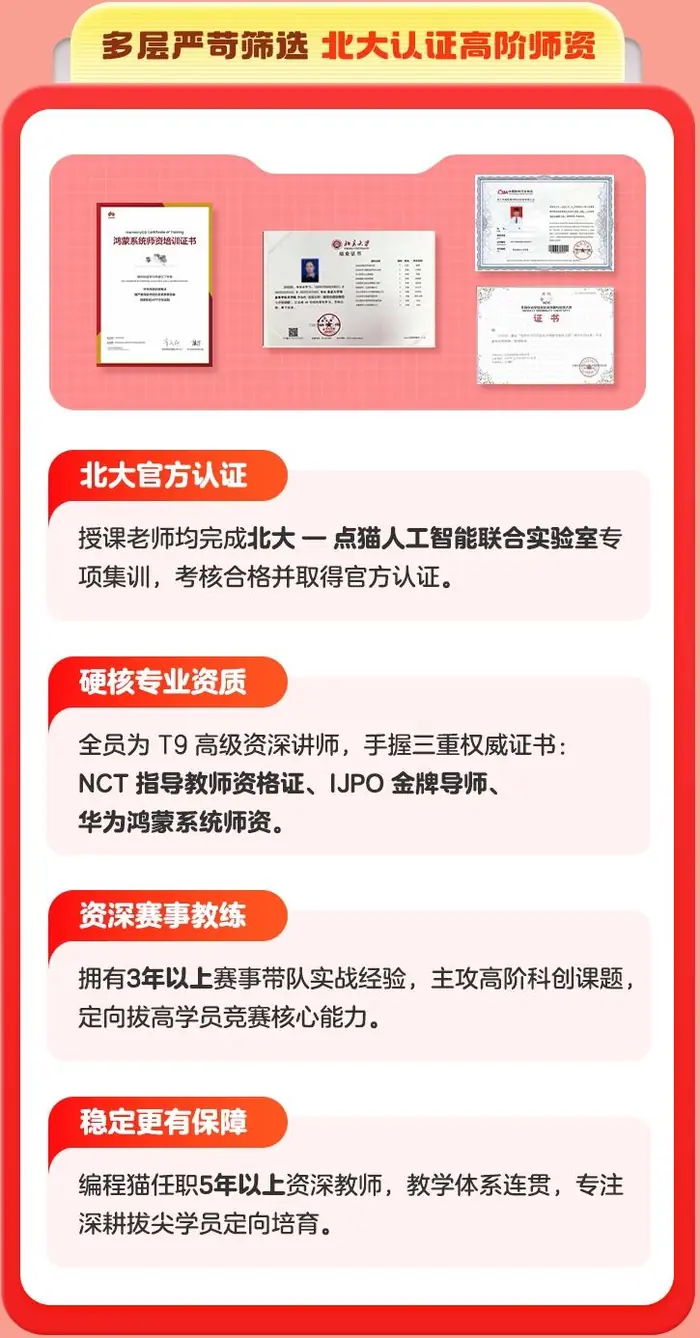 多层严苛筛选 北大认证高阶师资
鸿蒙系统师资培训证书
北京大学
结业证书
证书
北大官方认证
授课老师均完成北大 — 点猫人工智能联合实验室专
项集训，考核合格并取得官方认证。
硬核专业资质
全员为 T9 高级资深讲师，手握三重权威证书：
NCT 指导教师资格证、IJPO 金牌导师、
华为鸿蒙系统师资。
资深赛事教练
拥有3年以上赛事带队实战经验，主攻高阶科创课题，
定向拔高学员竞赛核心能力。
稳定更有保障
编程猫任职5年以上资深教师，教学体系连贯，专注
深耕拔尖学员定向培育。